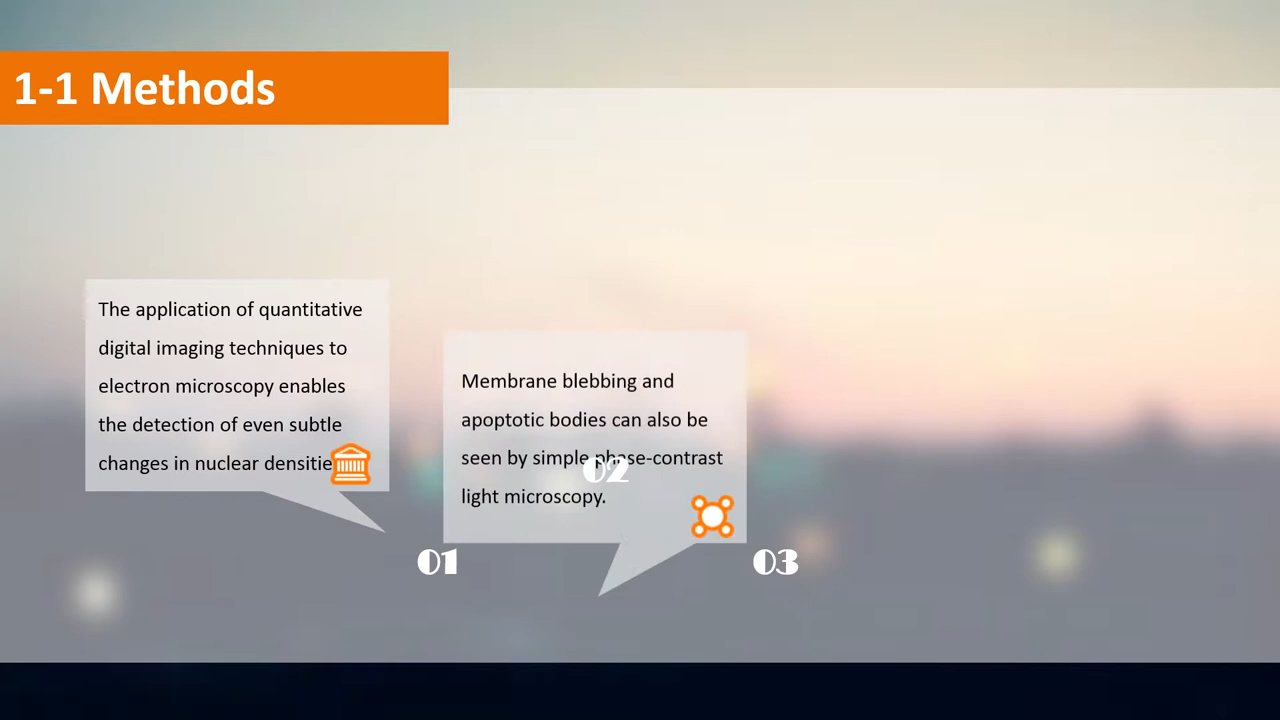 1-1 Methods
The application of quantitative
digital imaging techniques to
electron microscopy enables
the detection of even subtle
changes in nuclear densitie
Membrane blebbing and
apoptotic bodies can also be
seen by simple phase-contrast
light microscopy.
02
01
03